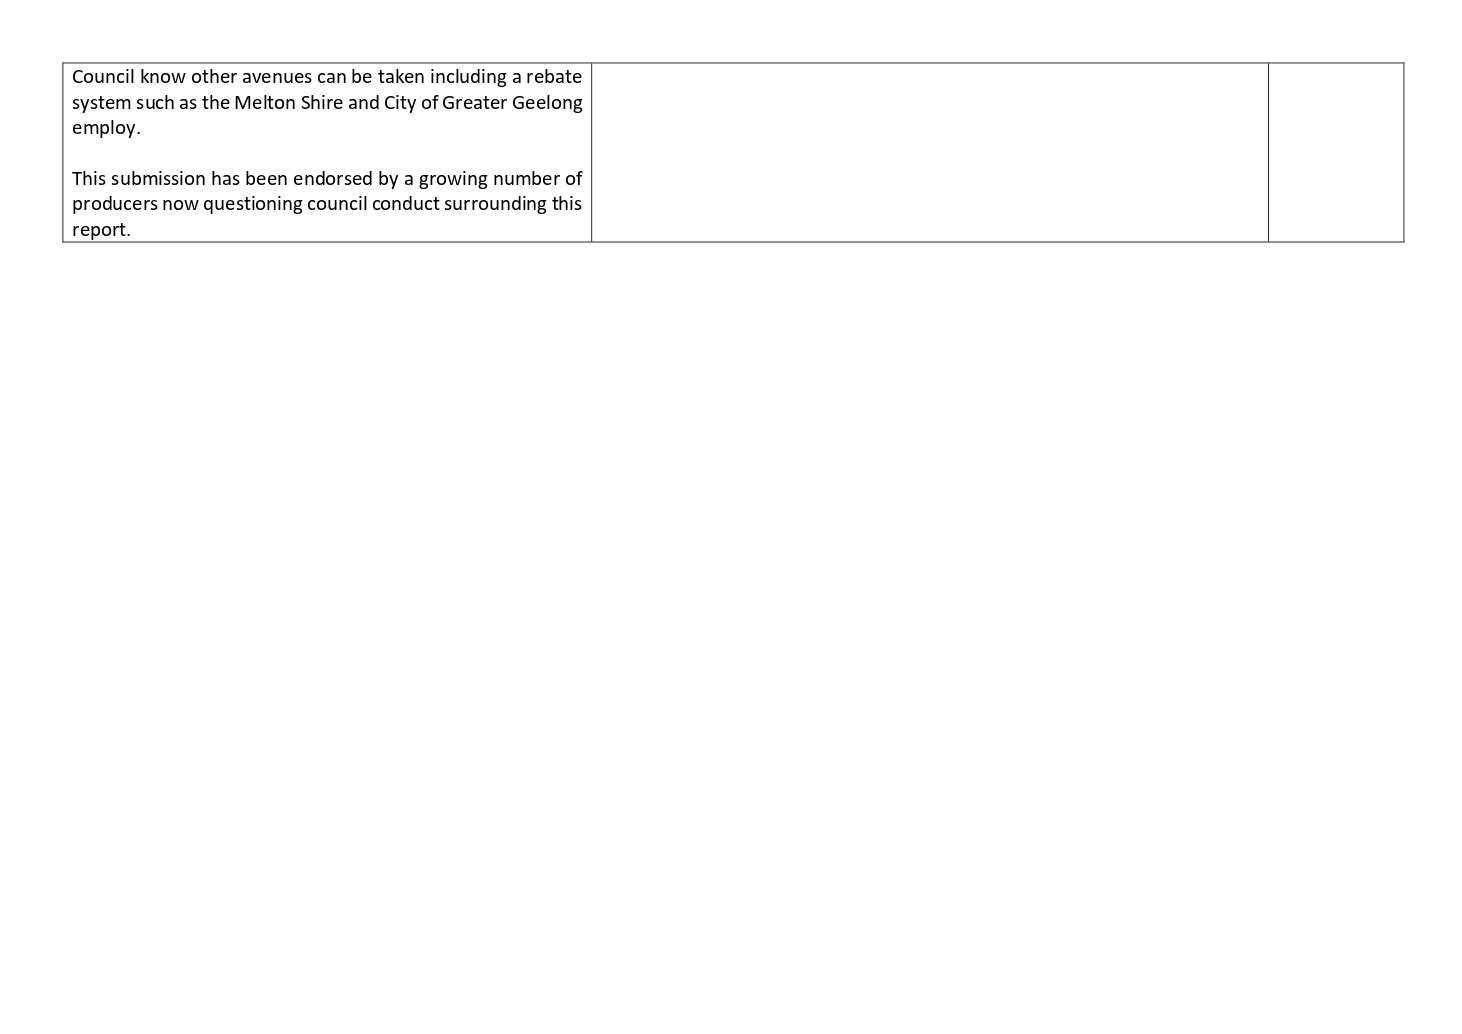 Council know other avenues can be taken including a rebate
system such as the Melton Shire and City of Greater Geelong
employ.
This submission has been endorsed by a growing number of
producers now questioning council conduct surrounding this
report.